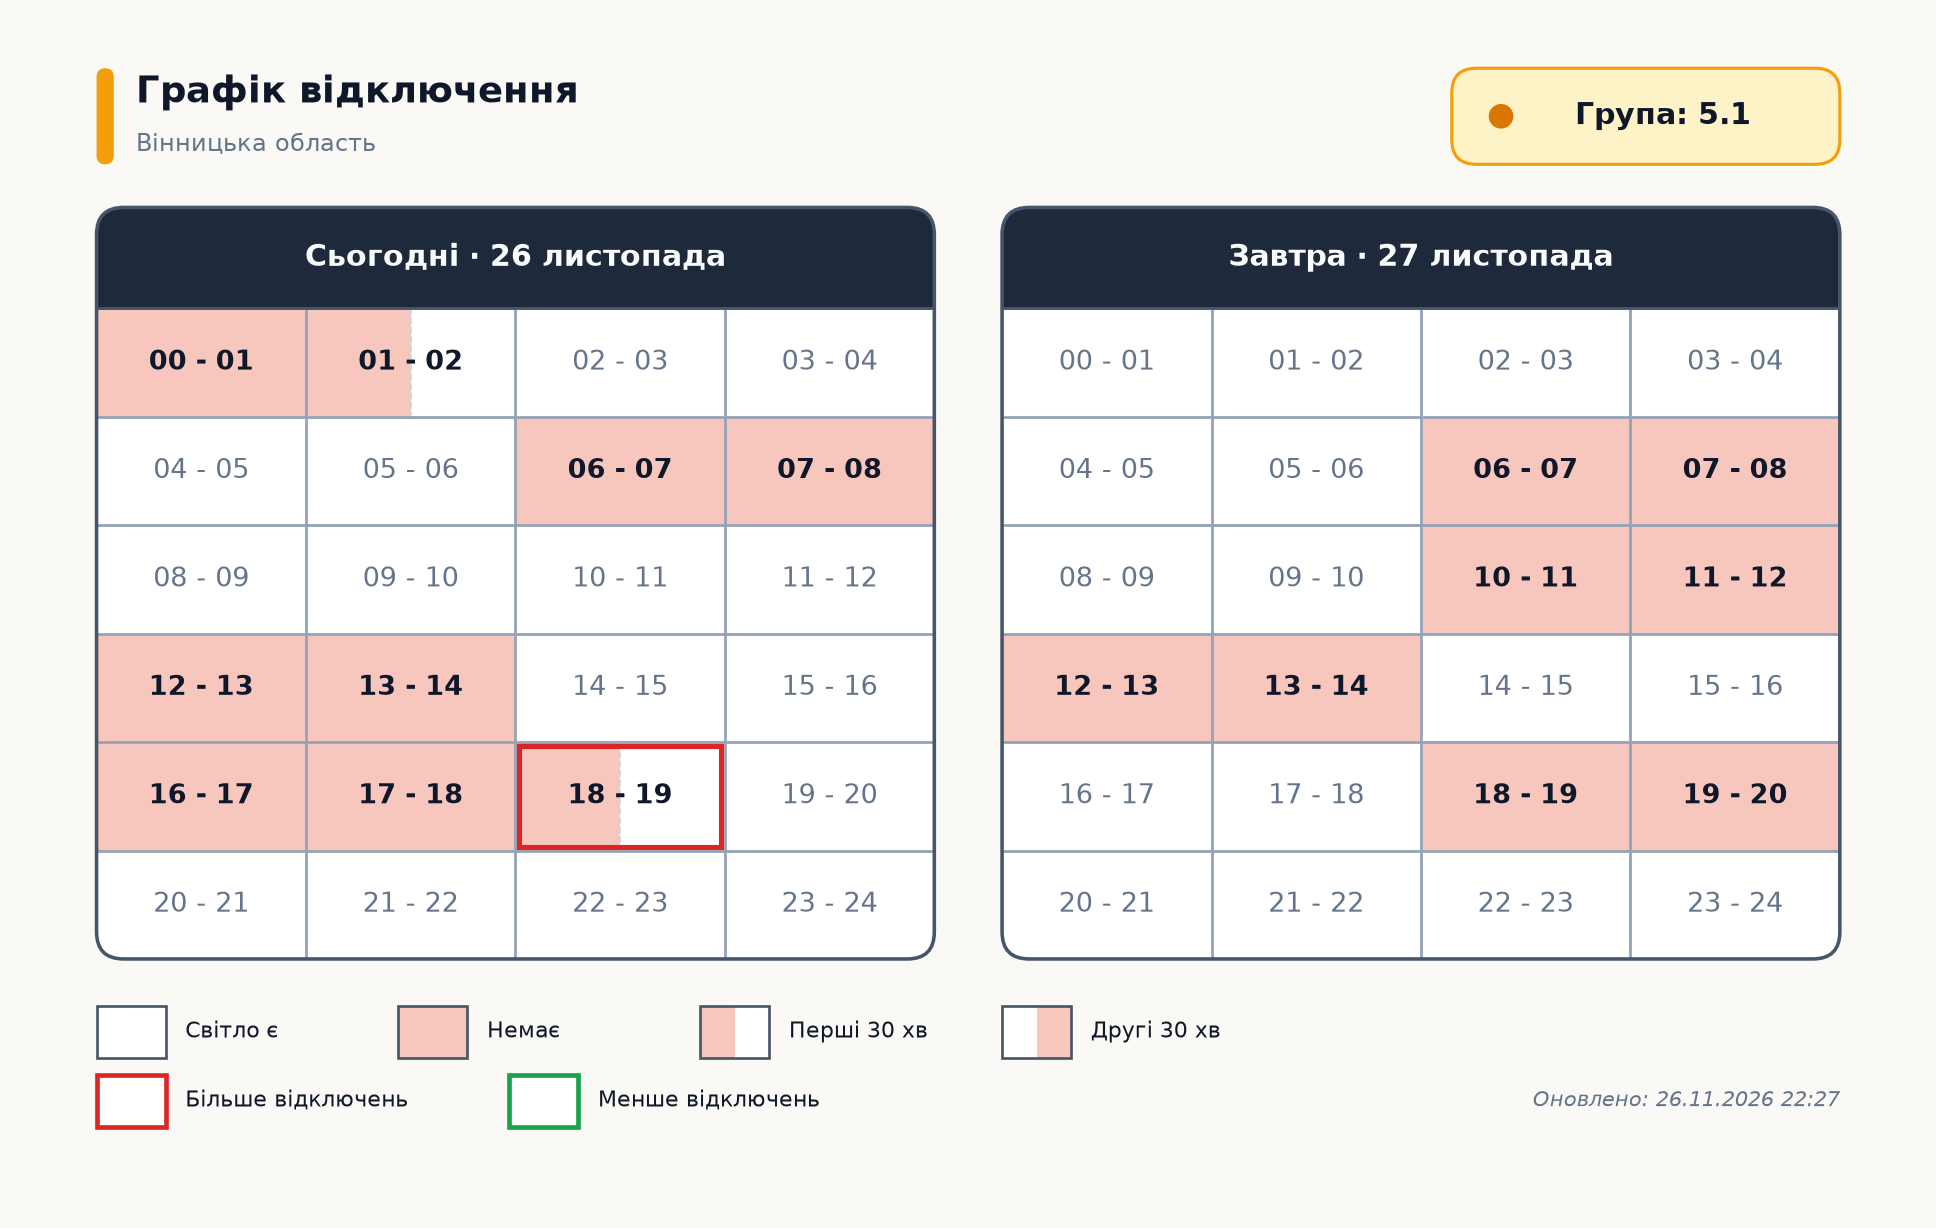 Графік відключення
Вінницька область
Група: 5.1
Сьогодні · 26 листопада
00 - 01 01 - 02 02 - 03 03 - 04
04 - 05 05 - 06 06 - 07 07 - 08
08 - 09 09 - 10 10 - 11 11 - 12
12 - 13 13 - 14 14 - 15 15 - 16
16 - 17 17 - 18 18 - 19 19 - 20
20 - 21 21 - 22 22 - 23 23 - 24
Завтра · 27 листопада
00 - 01 01 - 02 02 - 03 03 - 04
04 - 05 05 - 06 06 - 07 07 - 08
08 - 09 09 - 10 10 - 11 11 - 12
12 - 13 13 - 14 14 - 15 15 - 16
16 - 17 17 - 18 18 - 19 19 - 20
20 - 21 21 - 22 22 - 23 23 - 24
Світло є Немає Перші 30 хв Другі 30 хв
Більше відключень Менше відключень
Оновлено: 26.11.2026 22:27